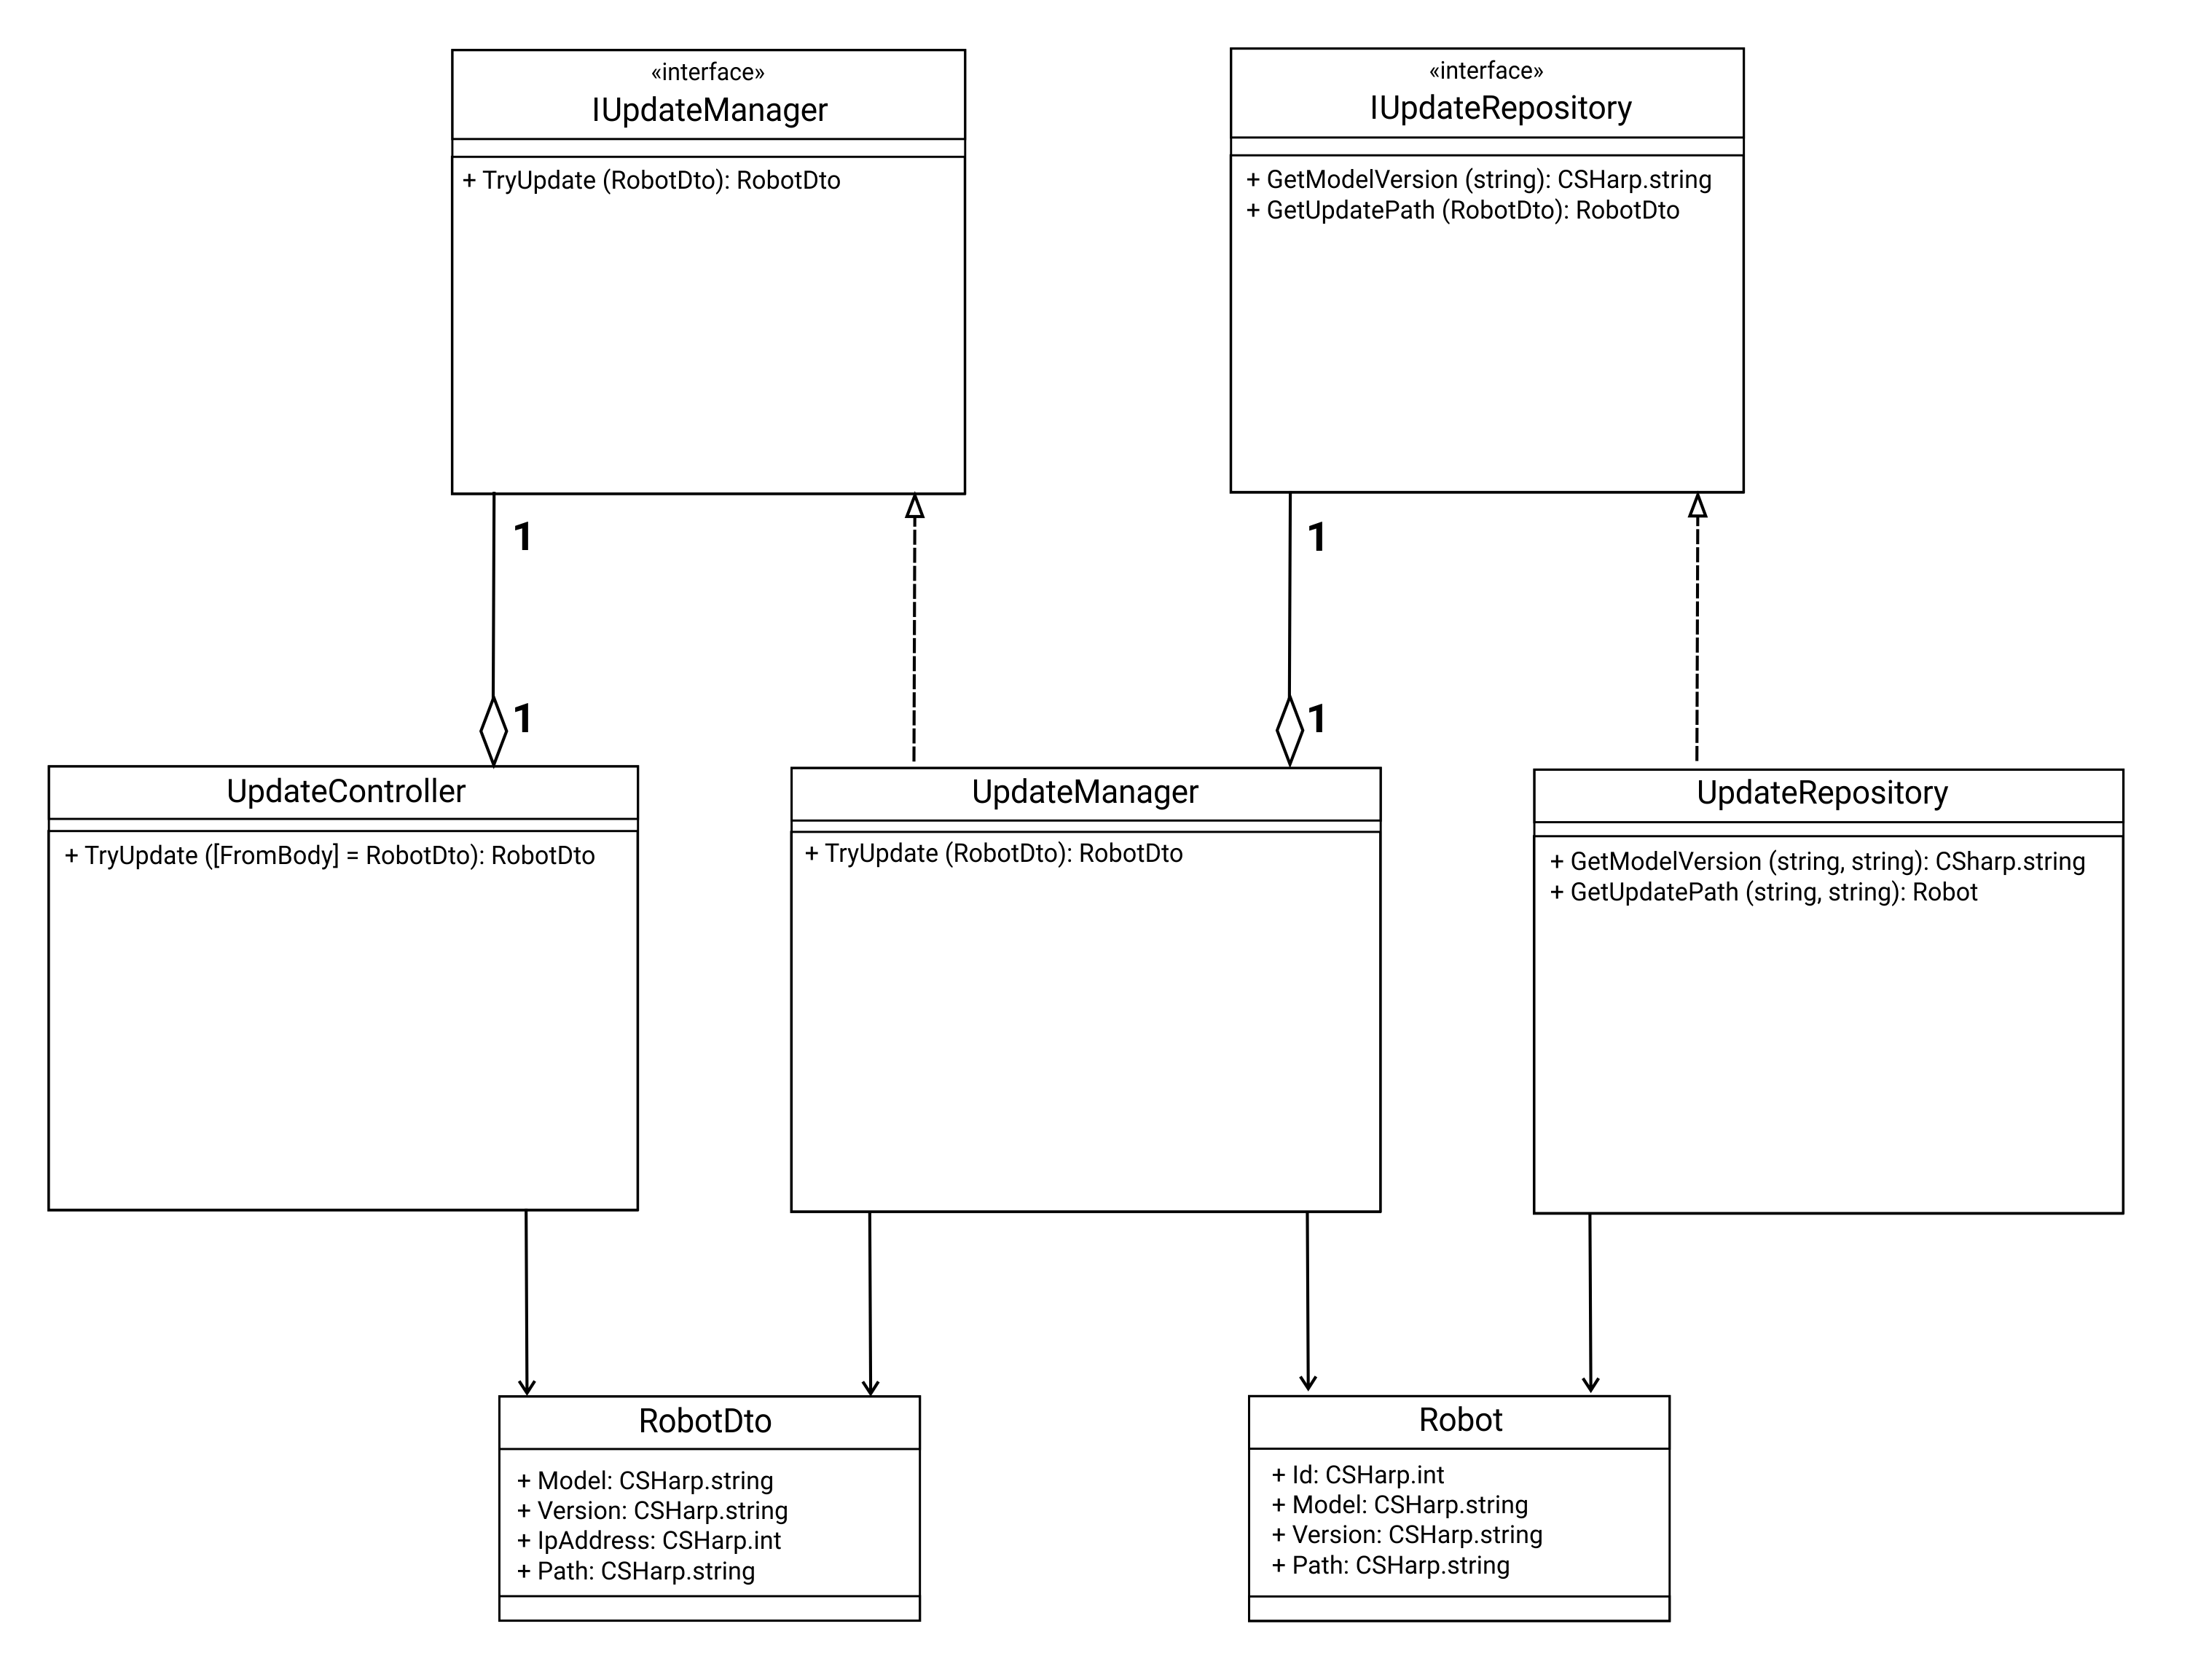 «interface»
IUpdateManager
+ TryUpdate (RobotDto): RobotDto
«interface»
IUpdateRepository
+ GetModelVersion (string): CSHarp.string
+ GetUpdatePath (RobotDto): RobotDto
1
1
1
1
UpdateController
+ TryUpdate ([FromBody] = RobotDto): RobotDto
UpdateManager
+ TryUpdate (RobotDto): RobotDto
UpdateRepository
+ GetModelVersion (string, string): CSharp.string
+ GetUpdatePath (string, string): Robot
RobotDto
+ Model: CSHarp.string
+ Version: CSHarp.string
+ IpAddress: CSHarp.int
+ Path: CSHarp.string
Robot
+ Id: CSHarp.int
+ Model: CSHarp.string
+ Version: CSHarp.string
+ Path: CSHarp.string